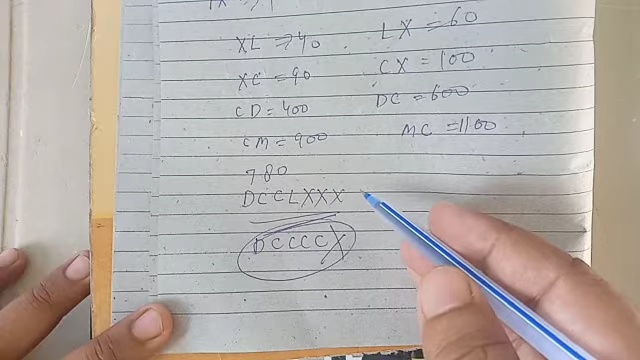 XL => 40
LX = 60
XC = 90
CX = 100
CD = 400
DC = 600
CM = 900
MC = 1100
780
DCCLXXX
DCCCCX